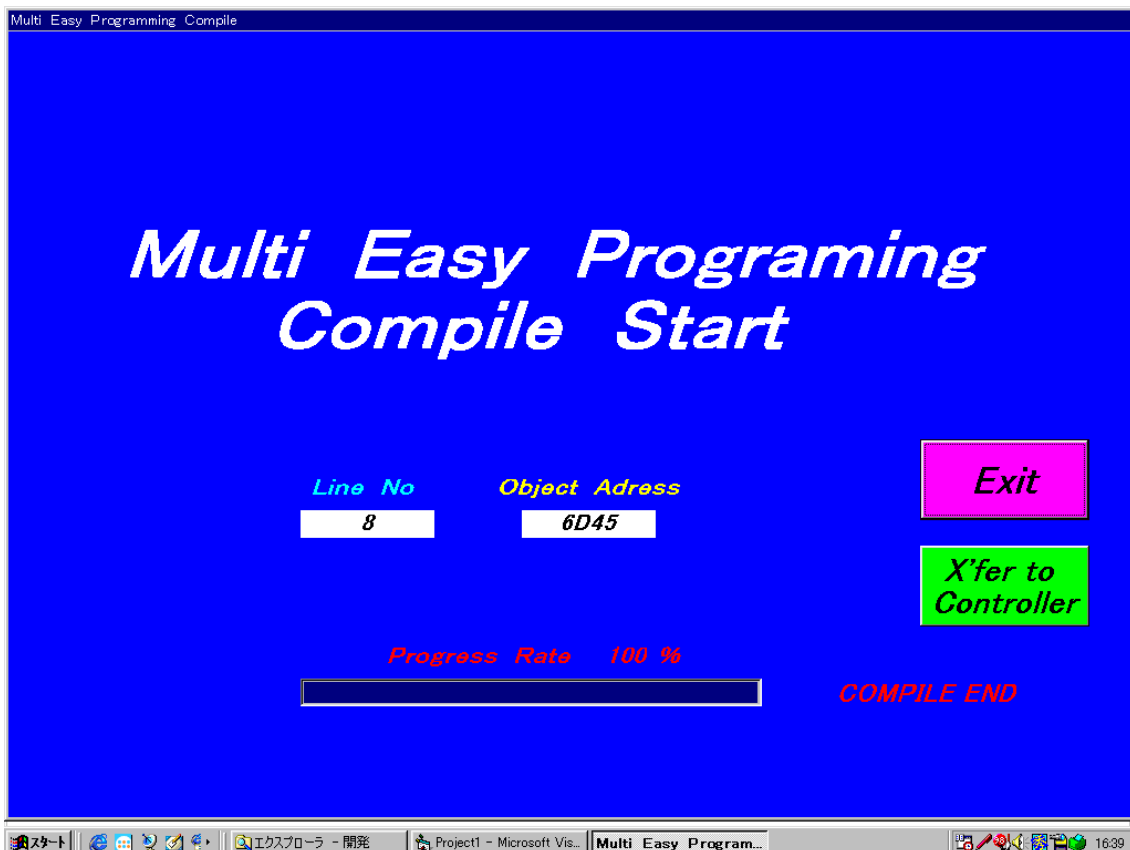 Multi Easy Programming Compile
Multi Easy Programing
Compile Start
Line No
Object Adress
8
6D45
Exit
X'fer to
Controller
Progress Rate 100 %
COMPILE END
スタート
エクスプローラ - 開発
Project1 - Microsoft Vis...
Multi Easy Program...
16:39